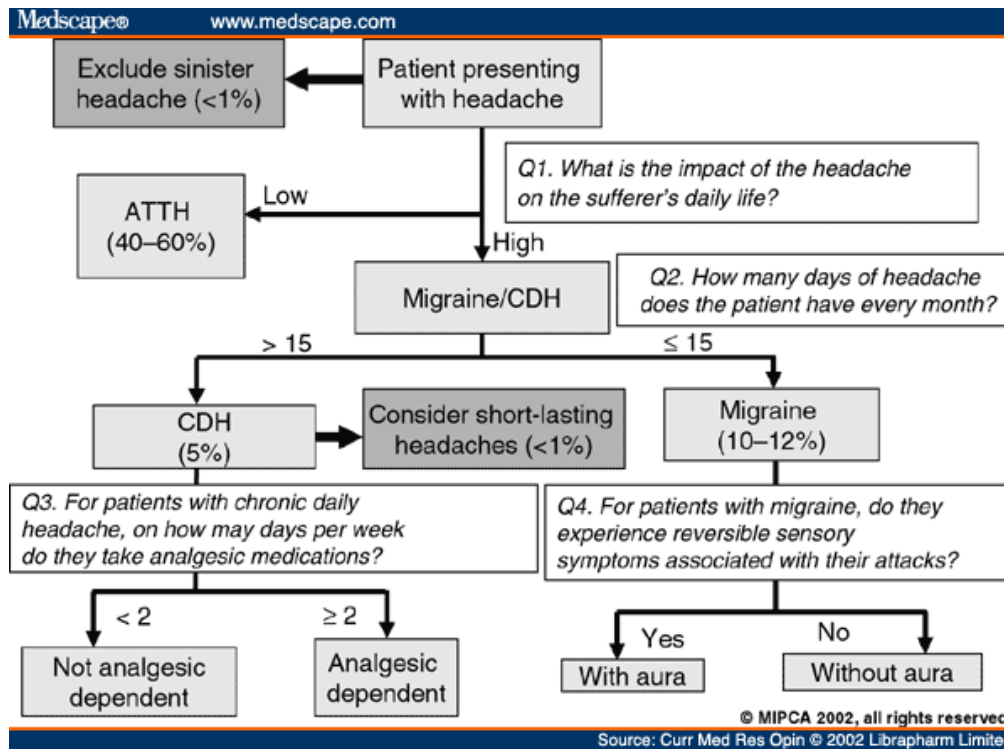 Medscape® www.medscape.com
Exclude sinister
headache (<1%)
Patient presenting
with headache
Q1. What is the impact of the headache
on the sufferer's daily life?
Low
ATTH
(40–60%)
High
Migraine/CDH
Q2. How many days of headache
does the patient have every month?
> 15
≤ 15
CDH
(5%)
Consider short-lasting
headaches (<1%)
Migraine
(10–12%)
Q3. For patients with chronic daily
headache, on how may days per week
do they take analgesic medications?
Q4. For patients with migraine, do they
experience reversible sensory
symptoms associated with their attacks?
< 2
≥ 2
Yes
No
Not analgesic
dependent
Analgesic
dependent
With aura
Without aura
© MIPCA 2002, all rights reserved
Source: Curr Med Res Opin © 2002 Librapharm Limite